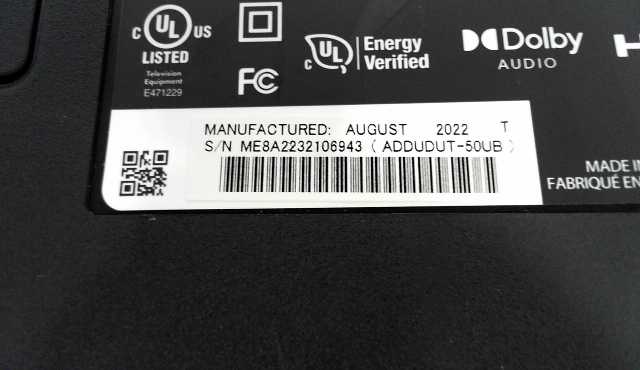 C UL US
LISTED
Television
Equipment
E471229
FC
C UL
Energy
Verified
Dolby
AUDIO
MANUFACTURED: AUGUST 2022 T
S/N ME8A2232106943 ( ADDUDUT-50UB )
MADE IN
FABRIQUÉ EN